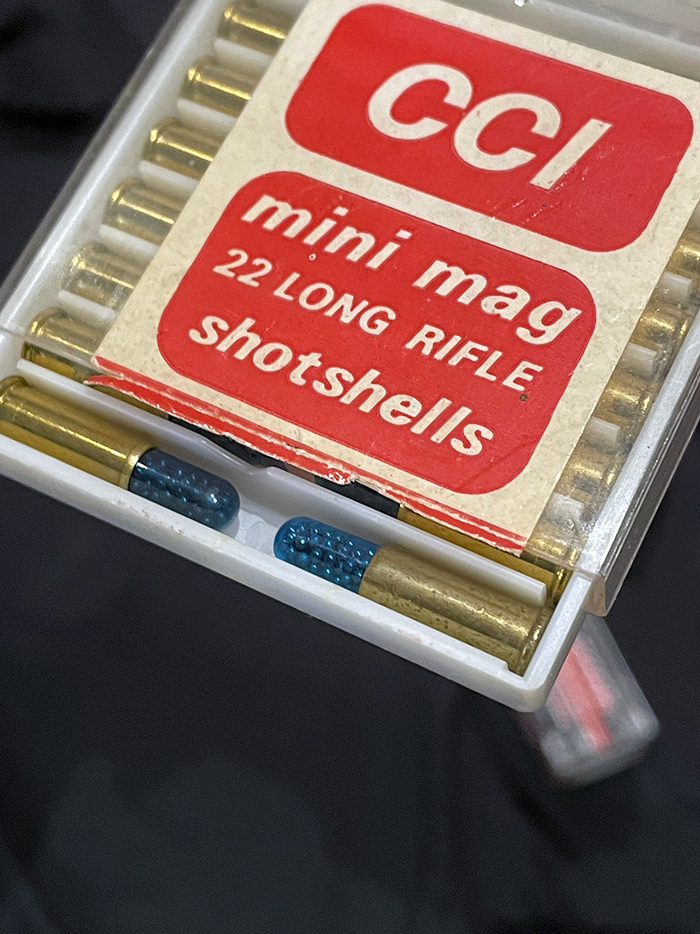 CCI
mini mag
22 LONG RIFLE
shotshells